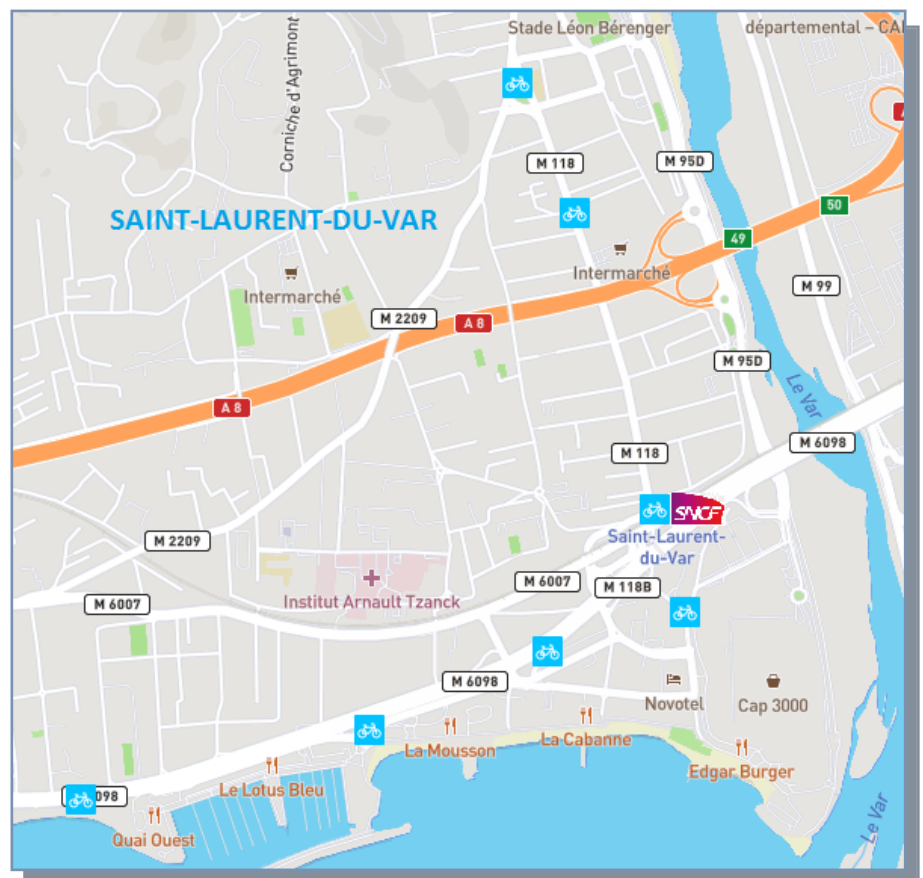 Stade Léon Bérenger
département​al – CA
Corniche d'Agrimont
M 118
M 95D
SAINT-LAURENT-DU-VAR
50
49
Intermarché
Intermarché
M 99
M 2209
A 8
M 95D
Le Var
A 8
M 6098
M 118
SNCF
Saint-Laurent-
du-Var
M 2209
M 6007
M 118B
Institut Arnault Tzanck
M 6007
M 6098
Novotel
Cap 3000
La Mousson
La Cabanne
Edgar Burger
Le Lotus Bleu
098
Quai Ouest
Le Var